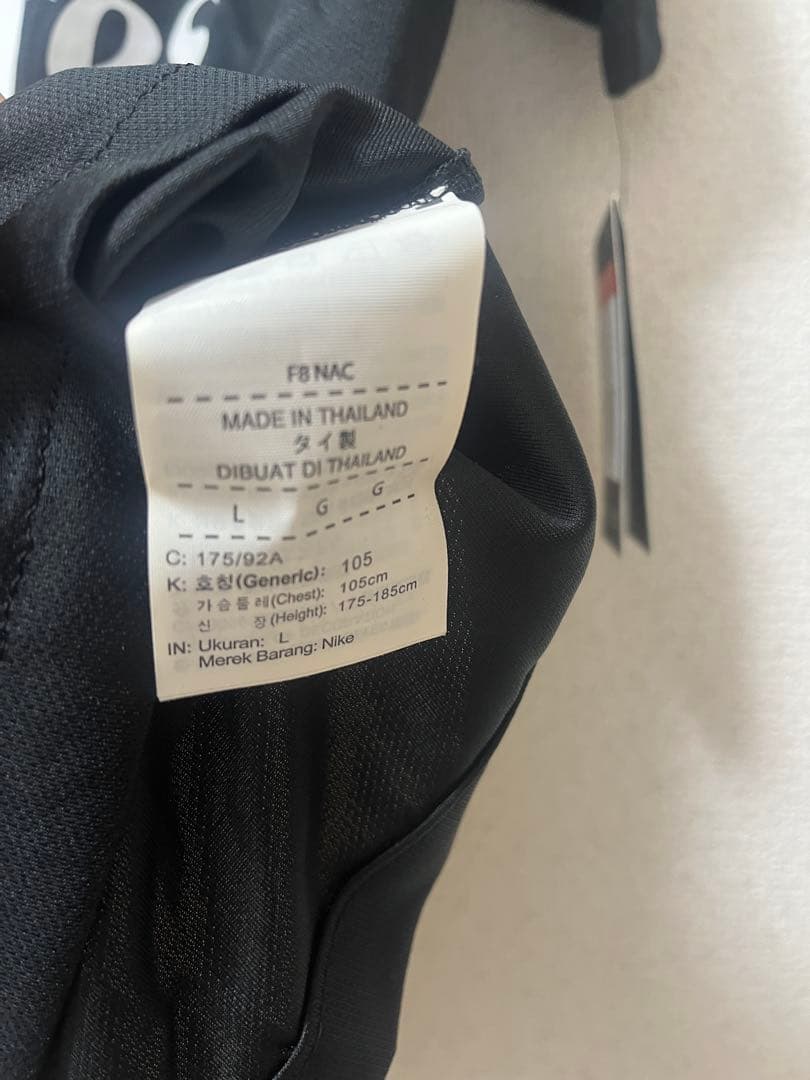 F8 NAC
MADE IN THAILAND
タイ製
DIBUAT DI THAILAND
L G G
C: 175/92A
K: 호칭(Generic): 105
가슴둘레(Chest): 105cm
신 장(Height): 175-185cm
IN: Ukuran: L
Merek Barang: Nike